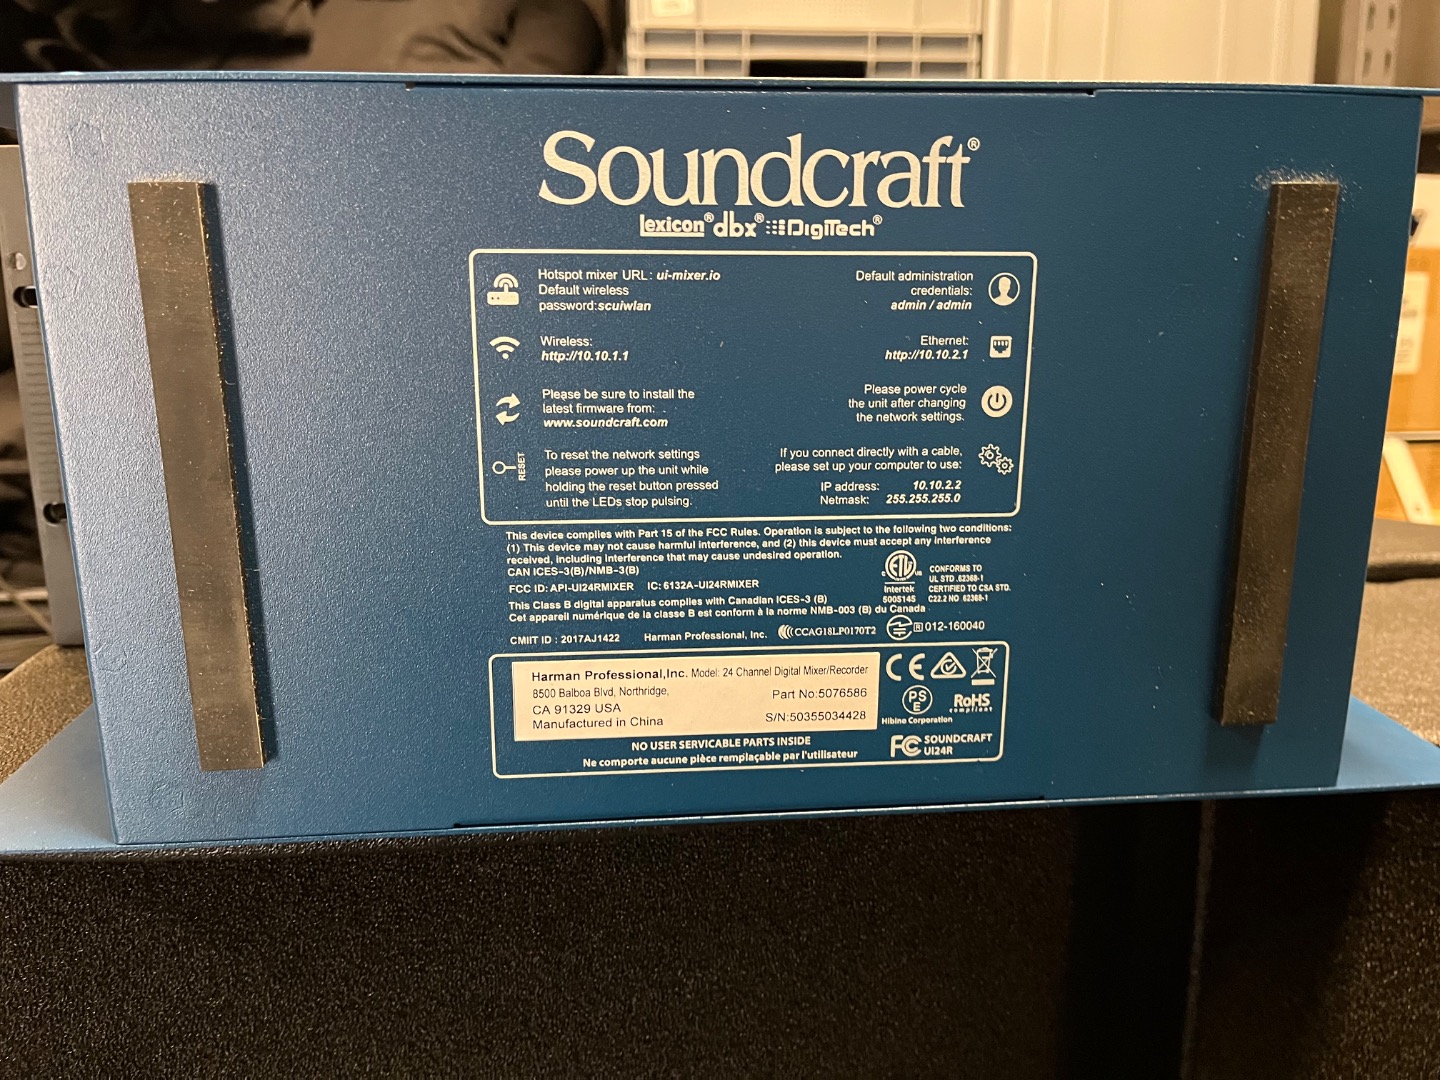 Soundcraft®
lexicon® dbx® DigiTech®
Hotspot mixer URL: ui-mixer.io
Default wireless
password:scuiwlan
Default administration
credentials:
admin / admin
Wireless:
http://10.10.1.1
Ethernet:
http://10.10.2.1
Please be sure to install the
latest firmware from:
www.soundcraft.com
Please power cycle
the unit after changing
the network settings.
RESET
To reset the network settings
please power up the unit while
holding the reset button pressed
until the LEDs stop pulsing.
If you connect directly with a cable,
please set up your computer to use:
IP address: 10.10.2.2
Netmask: 255.255.255.0
This device complies with Part 15 of the FCC Rules. Operation is subject to the following two conditions:
(1) This device may not cause harmful interference, and (2) this device must accept any interference
received, including interference that may cause undesired operation.
CAN ICES-3(B)/NMB-3(B)
FCC ID: API-UI24RMIXER IC: 6132A-UI24RMIXER
This Class B digital apparatus complies with Canadian ICES-3 (B)
Cet appareil numérique de la classe B est conform à la norme NMB-003 (B) du Canada
ETL
C US
Intertek
5005145
CONFORMS TO
UL STD .62368-1
CERTIFIED TO CSA STD.
C22.2 NO 62368-1
CMIIT ID : 2017AJ1422 Harman Professional, Inc. CCAG18LP0170T2 R 012-160040
Harman Professional,Inc. Model: 24 Channel Digital Mixer/Recorder
8500 Balboa Blvd, Northridge,
CA 91329 USA
Manufactured in China
Part No:5076586
S/N:50355034428
CE
PS
E
Hibino Corporation
RoHS
compliant
FC SOUNDCRAFT
UI24R
NO USER SERVICABLE PARTS INSIDE
Ne comporte aucune pièce remplaçable par l'utilisateur